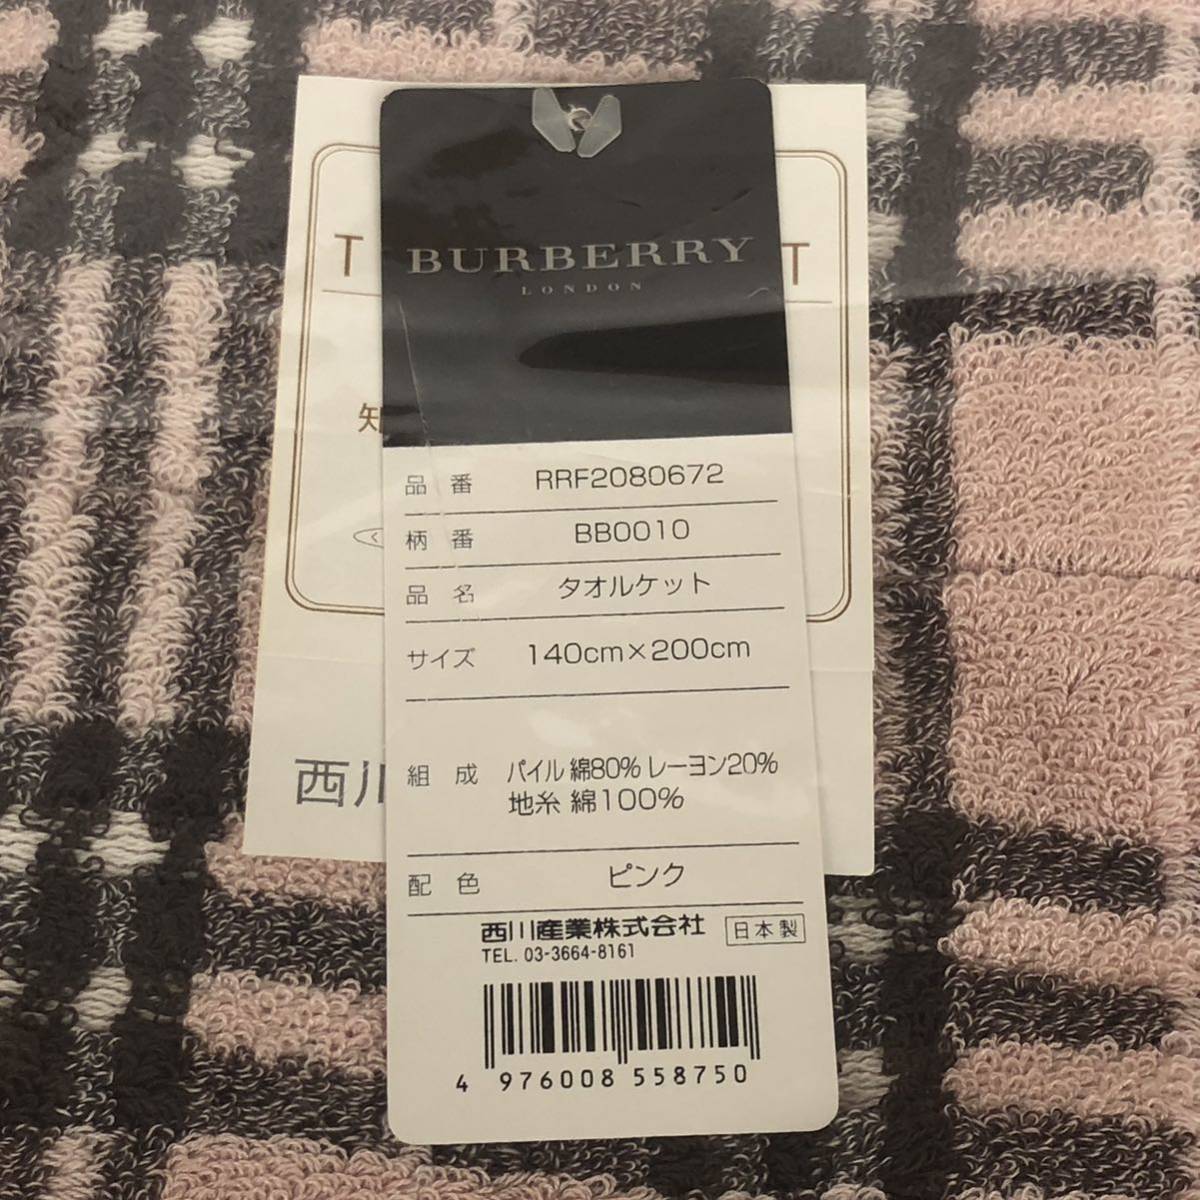 BURBERRY
LONDON
T T
知
く
品番 RRF2080672
柄番 BB0010
品名 タオルケット
サイズ 140cm×200cm
組成 パイル 綿80% レーヨン20%
地糸 綿100%
配色 ピンク
西川
西川産業株式会社 日本製
TEL. 03-3664-8161
4 976008 558750